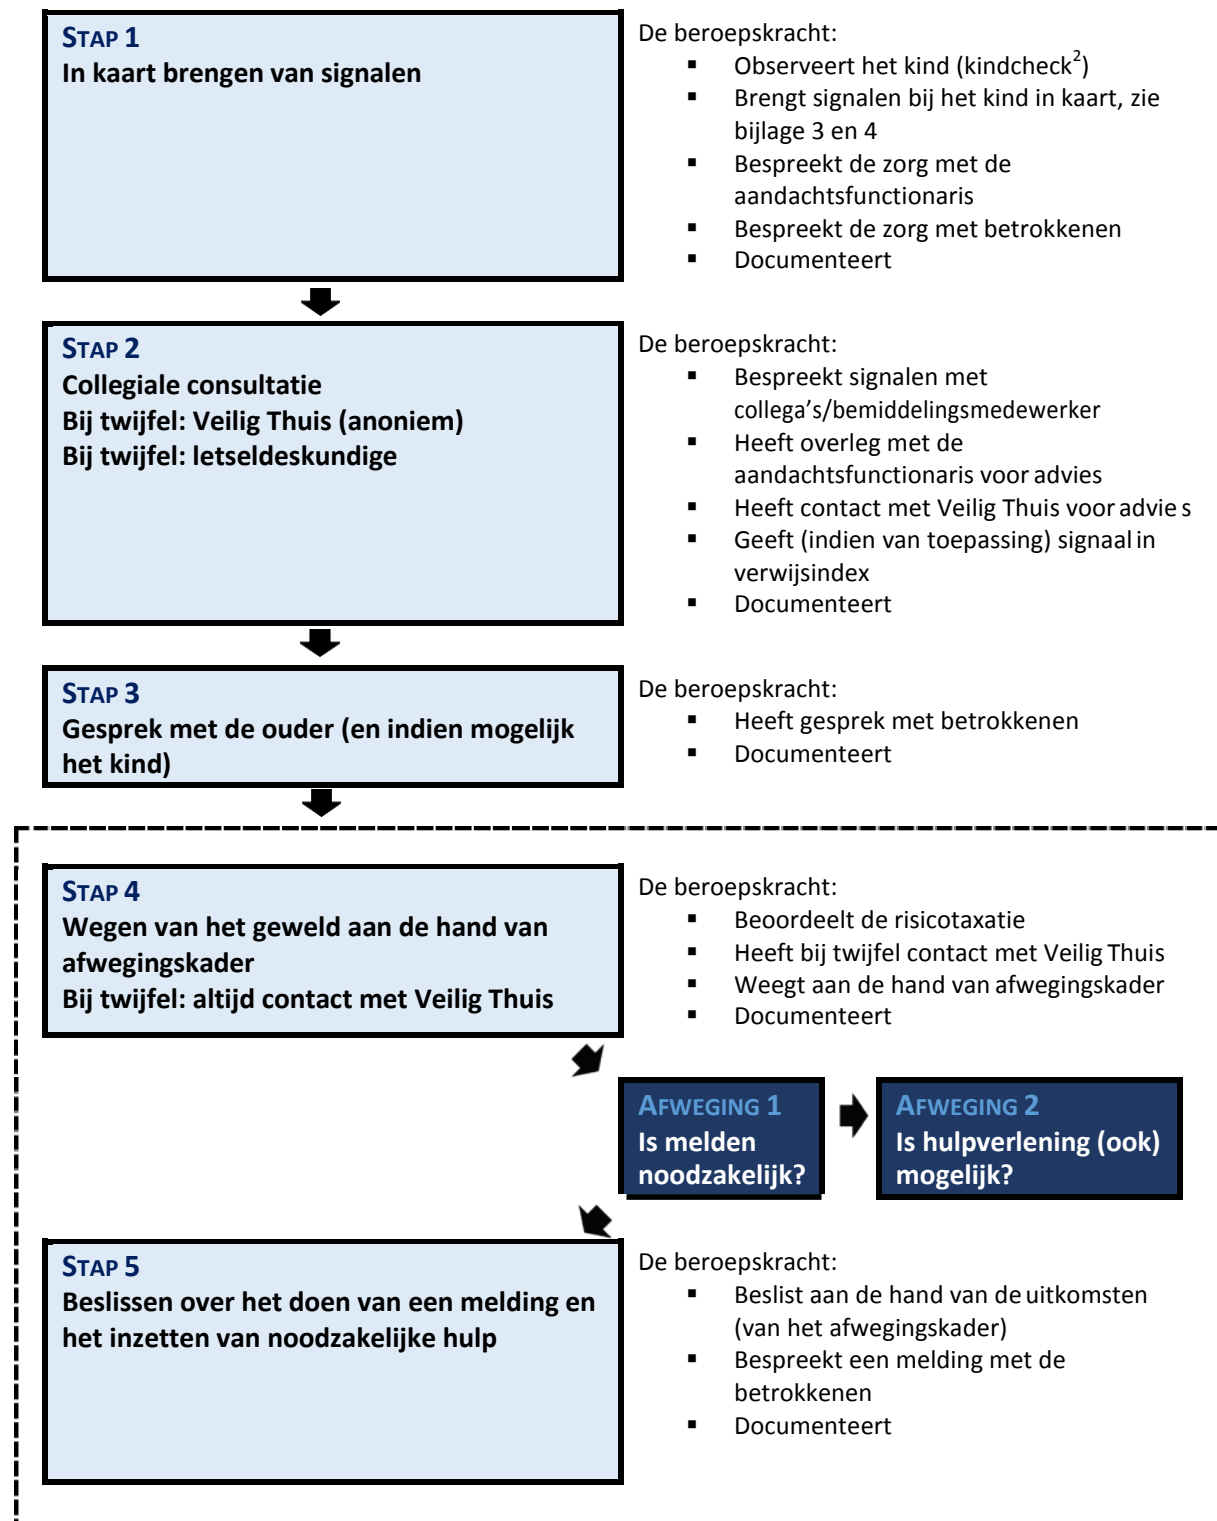 STAP 1
In kaart brengen van signalen
De beroepskracht:
▪ Observeert het kind (kindcheck²)
▪ Brengt signalen bij het kind in kaart, zie
bijlage 3 en 4
▪ Bespreekt de zorg met de
aandachtsfunctionaris
▪ Bespreekt de zorg met betrokkenen
▪ Documenteert
STAP 2
Collegiale consultatie
Bij twijfel: Veilig Thuis (anoniem)
Bij twijfel: letseldeskundige
De beroepskracht:
▪ Bespreekt signalen met
collega's/bemiddelingsmedewerker
▪ Heeft overleg met de
aandachtsfunctionaris voor advies
▪ Heeft contact met Veilig Thuis voor advies
▪ Geeft (indien van toepassing) signaal in
verwijsindex
▪ Documenteert
STAP 3
Gesprek met de ouder (en indien mogelijk
het kind)
De beroepskracht:
▪ Heeft gesprek met betrokkenen
▪ Documenteert
STAP 4
Wegen van het geweld aan de hand van
afwegingskader
Bij twijfel: altijd contact met Veilig Thuis
De beroepskracht:
▪ Beoordeelt de risicotaxatie
▪ Heeft bij twijfel contact met Veilig Thuis
▪ Weegt aan de hand van afwegingskader
▪ Documenteert
AFWEGING 1
Is melden
noodzakelijk?
AFWEGING 2
Is hulpverlening (ook)
mogelijk?
STAP 5
Beslissen over het doen van een melding en
het inzetten van noodzakelijke hulp
De beroepskracht:
▪ Beslist aan de hand van de uitkomsten
(van het afwegingskader)
▪ Bespreekt een melding met de
betrokkenen
▪ Documenteert